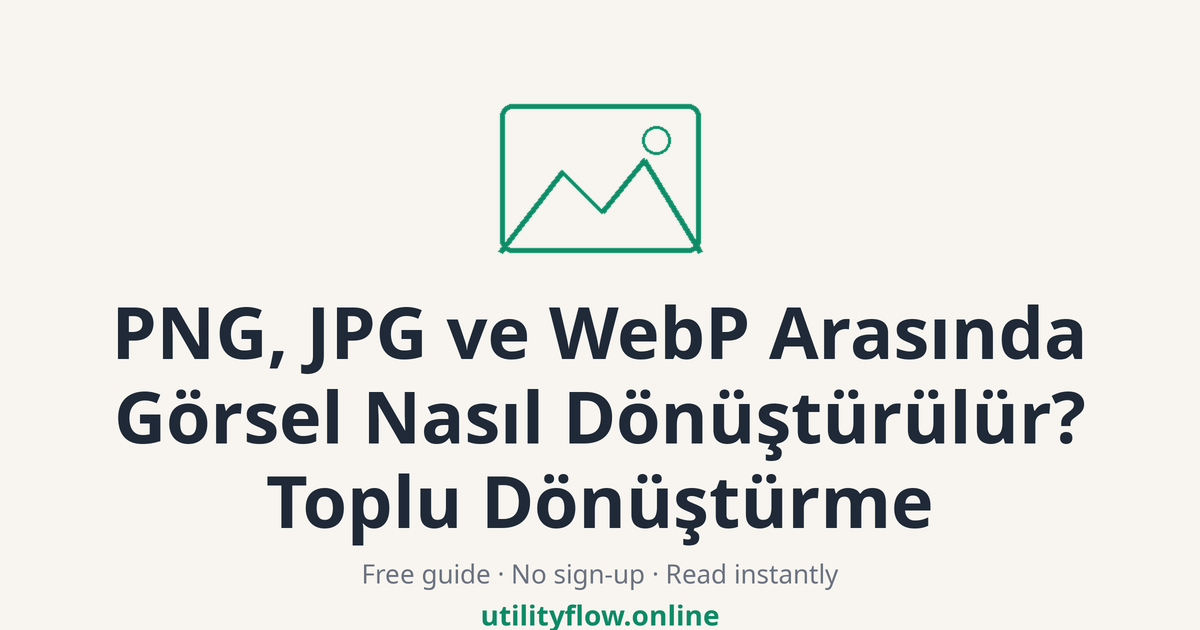 PNG, JPG ve WebP Arasında
Görsel Nasıl Dönüştürülür?
Toplu Dönüştürme
Free guide · No sign-up · Read instantly
utilityflow.online